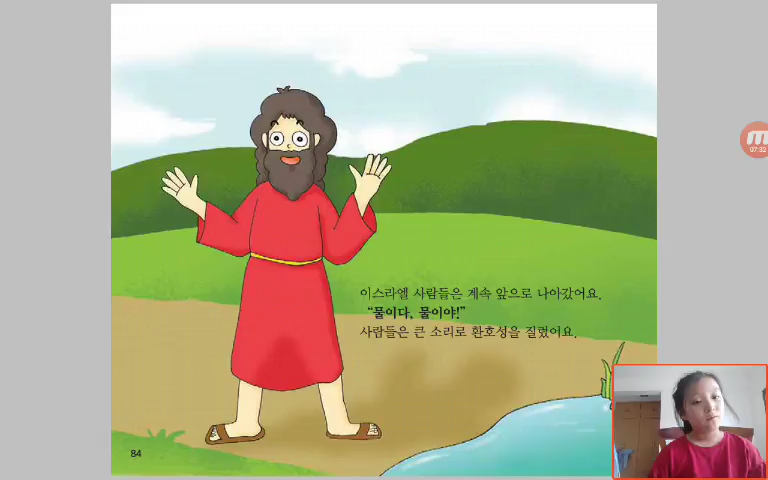 이스라엘 사람들은 계속 앞으로 나아갔어요.
“물이다, 물이야!”
사람들은 큰 소리로 환호성을 질렀어요.
84
07:32